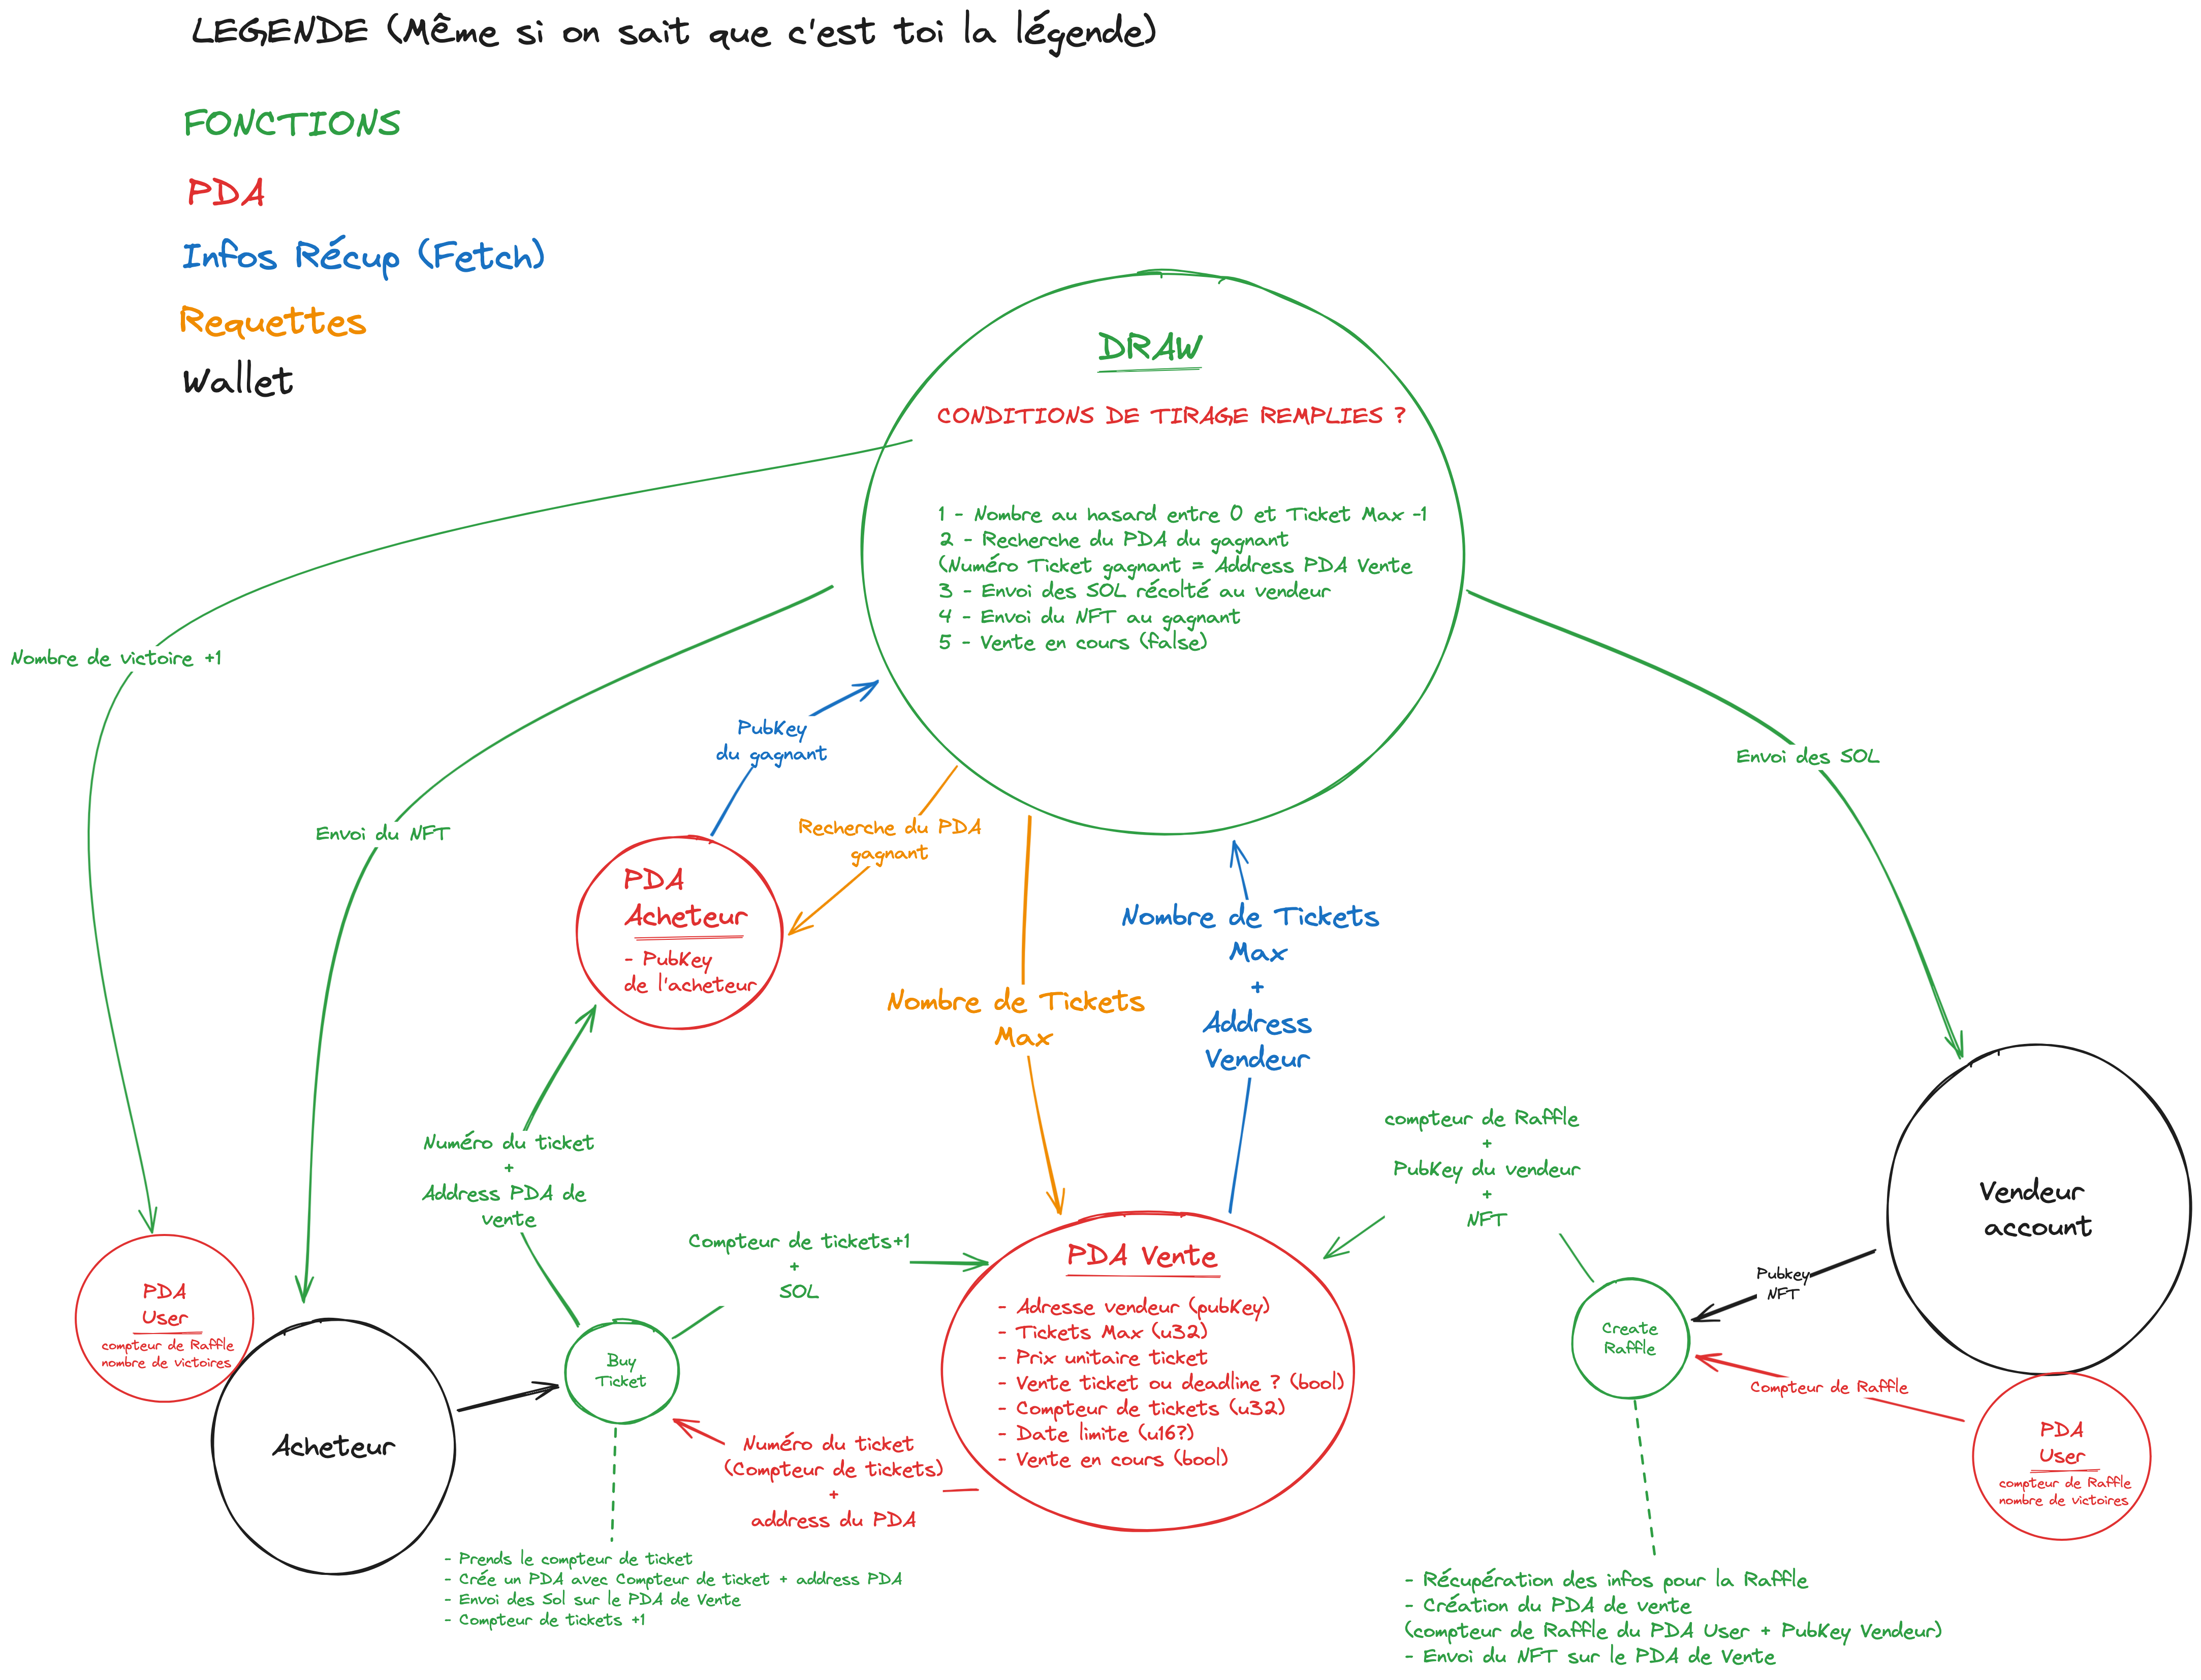 LEGENDE (Même si on sait que c'est toi la légende)
FONCTIONS
PDA
Infos Récup (Fetch)
Requettes
Wallet
DRAW
CONDITIONS DE TIRAGE REMPLIES ?
1 - Nombre au hasard entre 0 et Ticket Max -1
2 - Recherche du PDA du gagnant
(Numéro Ticket gagnant = Address PDA Vente
3 - Envoi des SOL récolté au vendeur
4 - Envoi du NFT au gagnant
5 - Vente en cours (false)
Nombre de victoire +1
Envoi du NFT
PubKey
du gagnant
Recherche du PDA
gagnant
Envoi des SOL
PDA
Acheteur
- PubKey
de l'acheteur
Nombre de Tickets
Max
Nombre de Tickets
Max
+
Address
Vendeur
Numéro du ticket
+
Address PDA de
vente
Compteur de tickets+1
+
SOL
compteur de Raffle
+
PubKey du vendeur
+
NFT
Vendeur
account
Pubkey
NFT
Create
Raffle
Compteur de Raffle
PDA
User
compteur de Raffle
nombre de victoires
PDA
User
compteur de Raffle
nombre de victoires
Acheteur
Buy
Ticket
PDA Vente
- Adresse vendeur (pubKey)
- Tickets Max (u32)
- Prix unitaire ticket
- Vente ticket ou deadline ? (bool)
- Compteur de tickets (u32)
- Date limite (u16?)
- Vente en cours (bool)
Numéro du ticket
(Compteur de tickets)
+
address du PDA
- Prends le compteur de ticket
- Crée un PDA avec Compteur de ticket + address PDA
- Envoi des Sol sur le PDA de Vente
- Compteur de tickets +1
- Récupération des infos pour la Raffle
- Création du PDA de vente
(compteur de Raffle du PDA User + PubKey Vendeur)
- Envoi du NFT sur le PDA de Vente